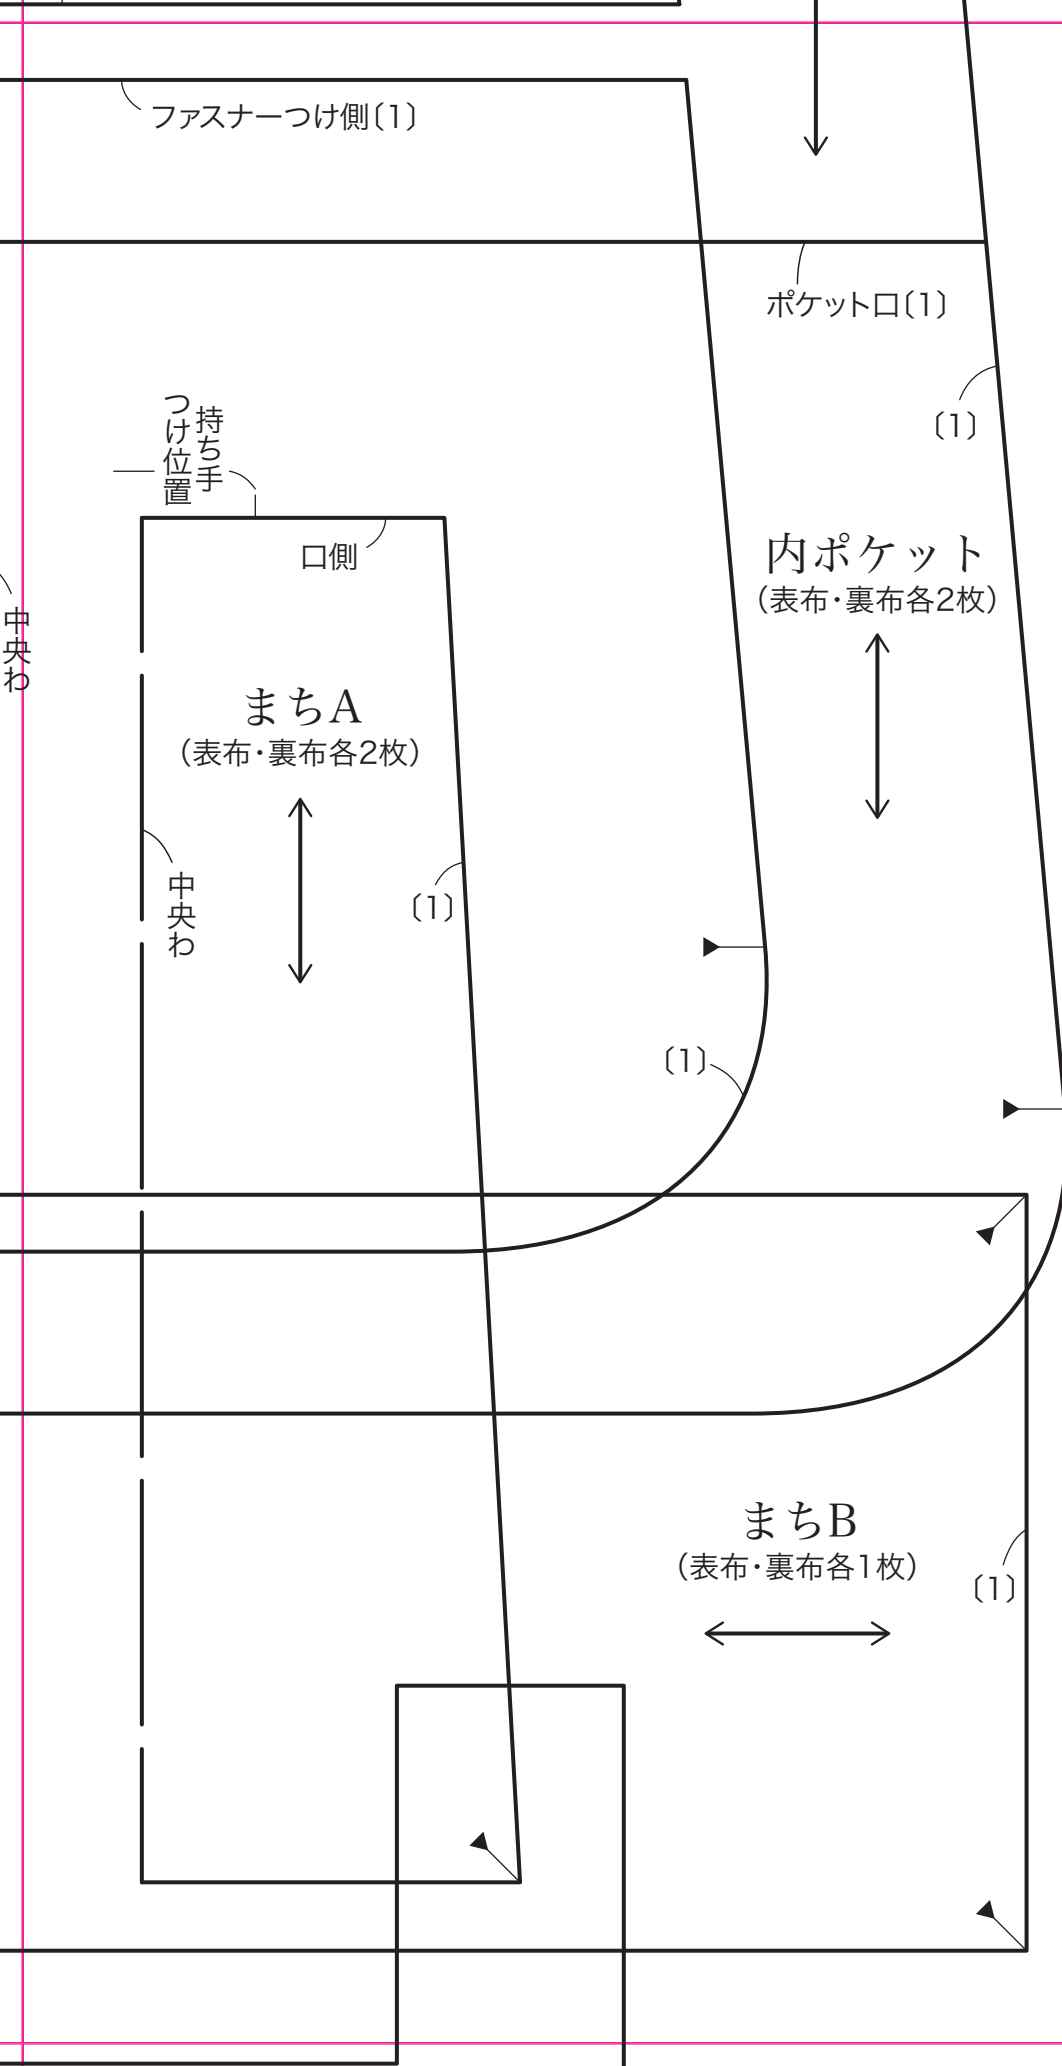 ファスナーつけ側〔1〕
ポケット口〔1〕
〔1〕
持ち手
つけ位置
口側
内ポケット
(表布・裏布各2枚)
中央わ
まちA
(表布・裏布各2枚)
中央わ
〔1〕
〔1〕
まちB
(表布・裏布各1枚)
〔1〕